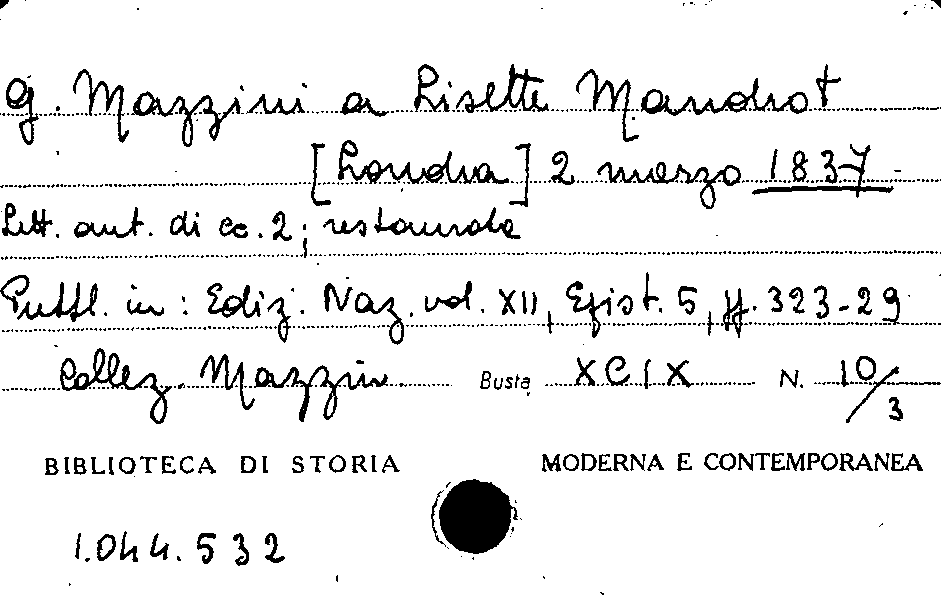 G. Mazzini a Lisette Mandrot
[Londra] 2 marzo 1837
Lett. aut. di cc. 2; restaurata
Pubbl. in: Ediz. Naz. vol. XII, Epist. 5, pp. 323-29
Collez. Mazzini Busta XCIX N. 10/3
BIBLIOTECA DI STORIA MODERNA E CONTEMPORANEA
1.044.532